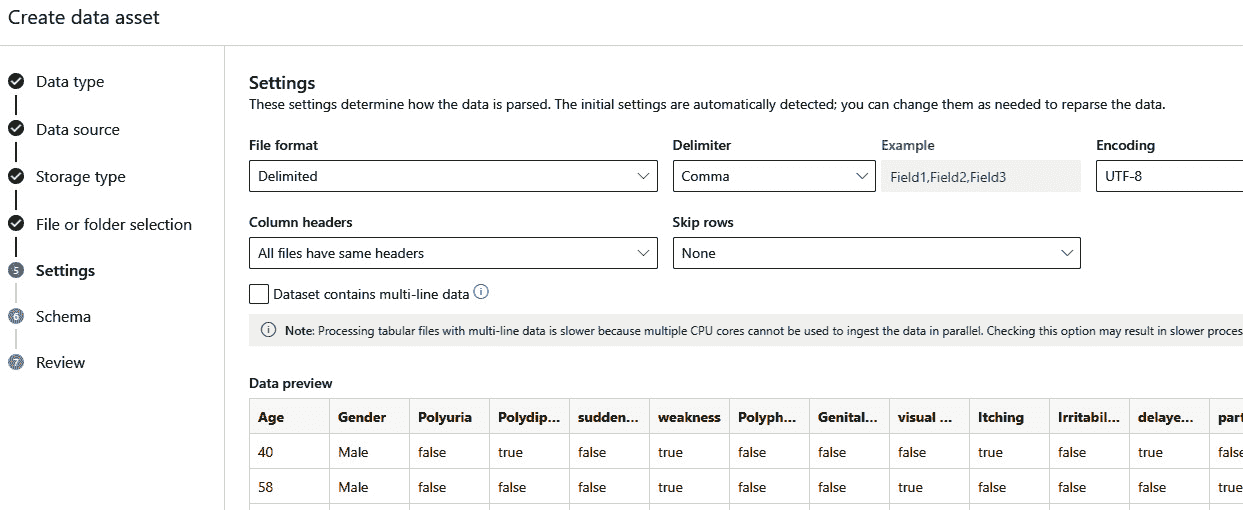 Create data asset
Data type
Data source
Storage type
File or folder selection
5 Settings
6 Schema
7 Review
Settings
These settings determine how the data is parsed. The initial settings are automatically detected; you can change them as needed to reparse the data.
File format Delimiter Example Encoding
Delimited Comma Field1,Field2,Field3 UTF-8
Column headers Skip rows
All files have same headers None
Dataset contains multi-line data
Note: Processing tabular files with multi-line data is slower because multiple CPU cores cannot be used to ingest the data in parallel. Checking this option may result in slower proces
Data preview
Age Gender Polyuria Polydip... sudden... weakness Polyph... Genital... visual ... Itching Irritabil... delaye... part
40 Male false true false true false false false true false true false
58 Male false false false true false false true false false false true